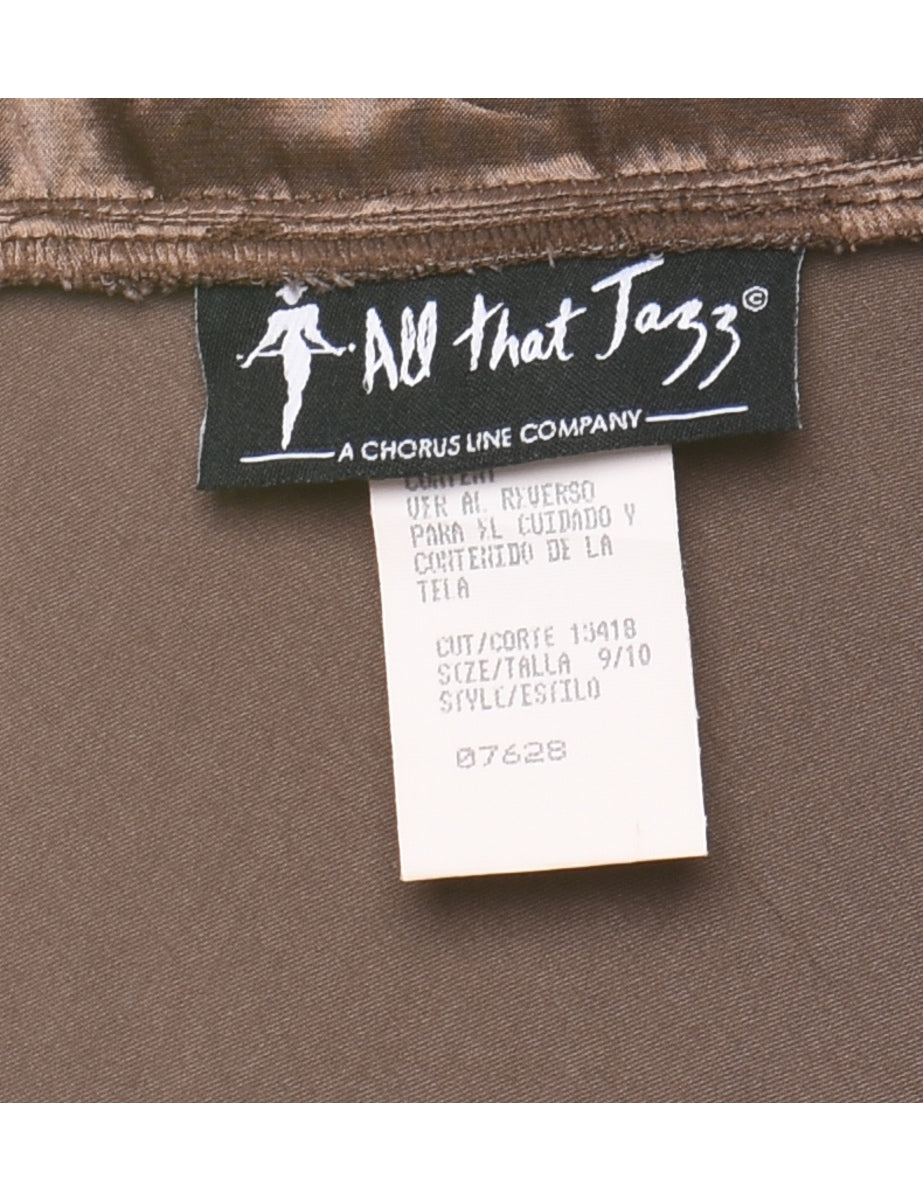 All that Jazz©
A CHORUS LINE COMPANY
CONTENT
VER AL REVERSO
PARA EL CUIDADO Y
CONTENIDO DE LA
TELA
CUT/CORTE 15418
SIZE/TALLA 9/10
STYLE/ESTILO
07628